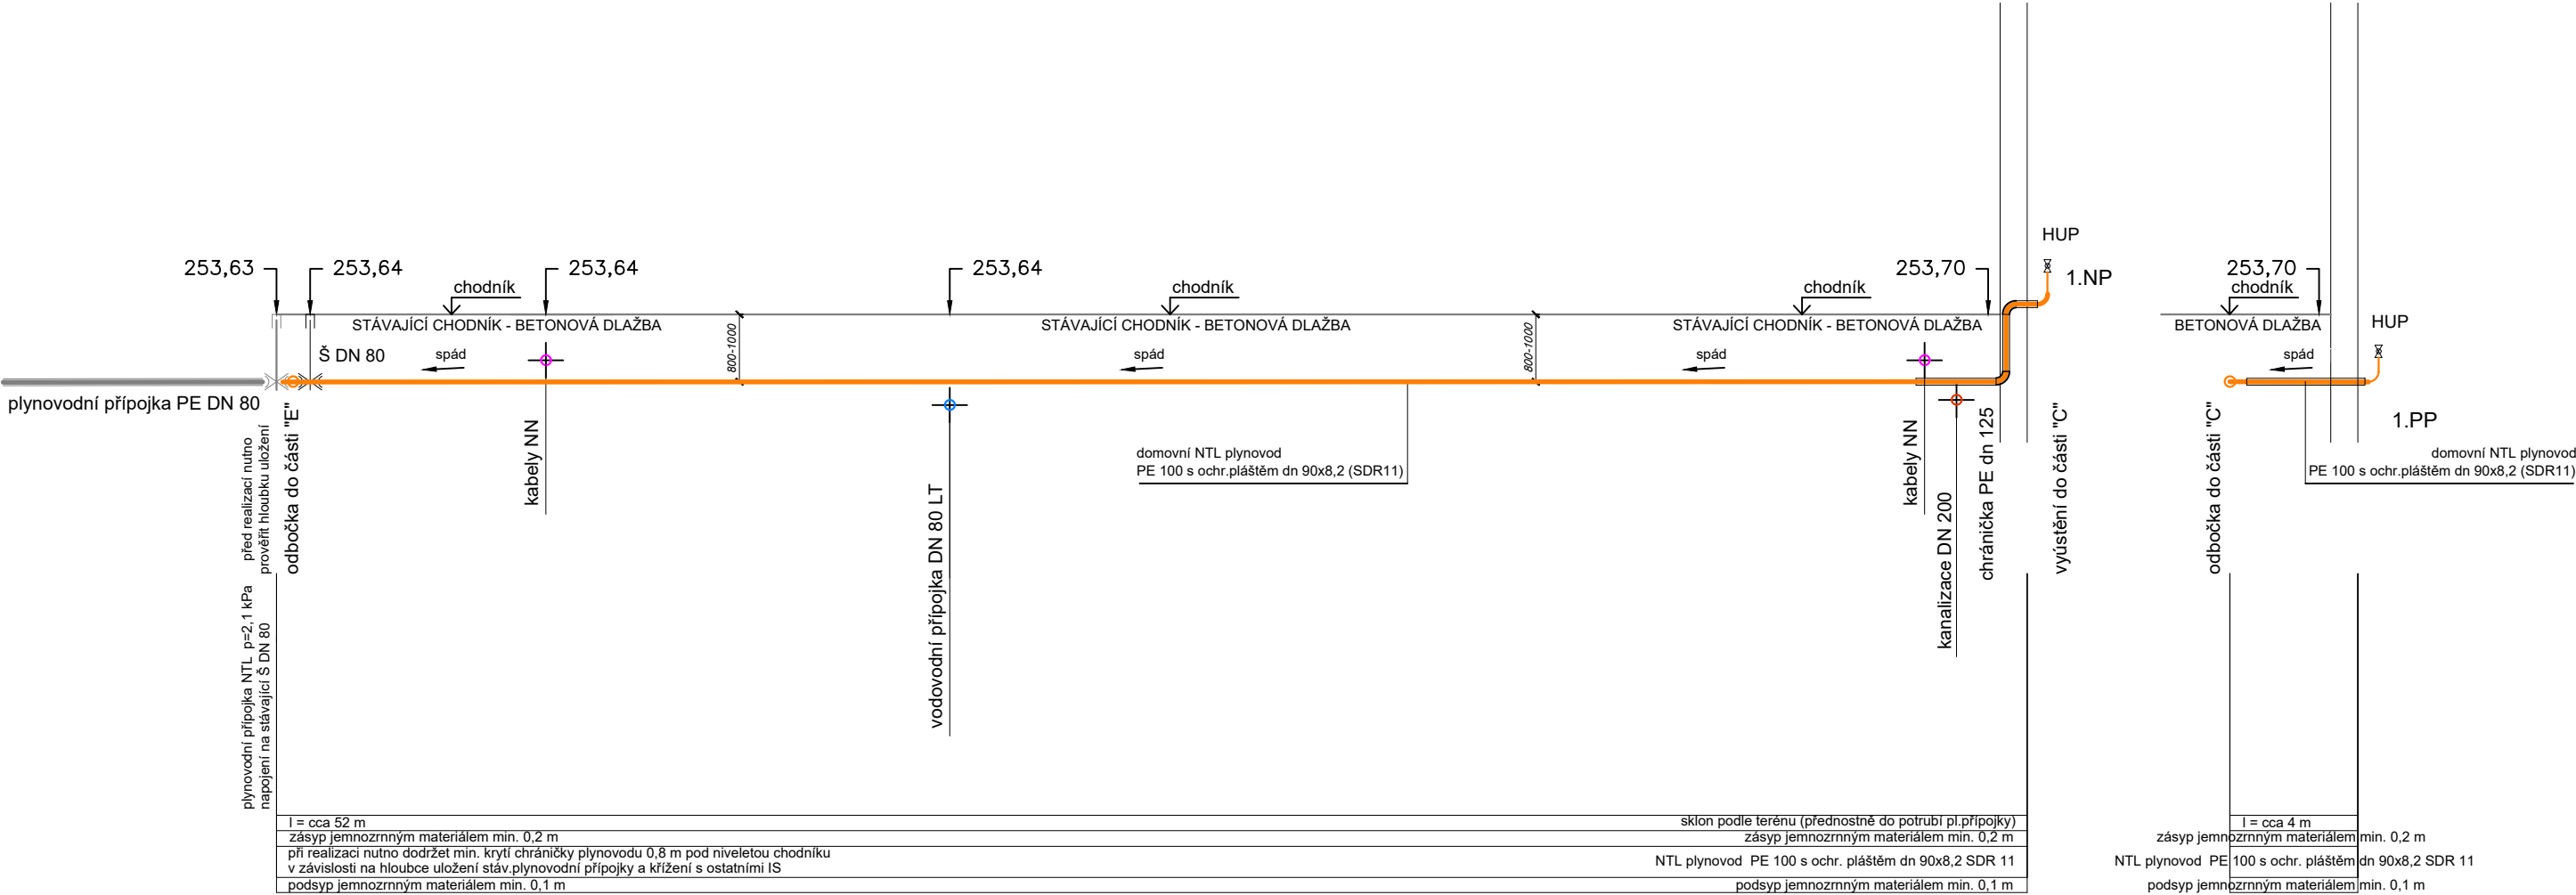 HUP
1.NP
253,63
253,64
253,64
253,64
253,70
253,70
chodník
chodník
chodník
chodník
HUP
STÁVAJÍCÍ CHODNÍK - BETONOVÁ DLAŽBA
STÁVAJÍCÍ CHODNÍK - BETONOVÁ DLAŽBA
STÁVAJÍCÍ CHODNÍK - BETONOVÁ DLAŽBA
BETONOVÁ DLAŽBA
800-1000
800-1000
Š DN 80
spád
spád
spád
spád
plynovodní přípojka PE DN 80
1.PP
před realizací nutno
prověřit hloubku uložení
odbočka do části "E"
kabely NN
vodovodní přípojka DN 80 LT
domovní NTL plynovod
PE 100 s ochr.pláštěm dn 90x8,2 (SDR11)
kabely NN
kanalizace DN 200
chránička PE dn 125
vyústění do části "C"
odbočka do části "C"
domovní NTL plynovod
PE 100 s ochr.pláštěm dn 90x8,2 (SDR11)
plynovodní přípojka NTL p=2,1 kPa
napojení na stávající Š DN 80
l = cca 52 m
sklon podle terénu (přednostně do potrubí pl.přípojky)
l = cca 4 m
zásyp jemnozrnným materiálem min. 0,2 m
zásyp jemnozrnným materiálem min. 0,2 m
zásyp jemnozrnným materiálem min. 0,2 m
při realizaci nutno dodržet min. krytí chráničky plynovodu 0,8 m pod niveletou chodníku
v závislosti na hloubce uložení stáv.plynovodní přípojky a křížení s ostatními IS
NTL plynovod PE 100 s ochr. pláštěm dn 90x8,2 SDR 11
NTL plynovod PE 100 s ochr. pláštěm dn 90x8,2 SDR 11
podsyp jemnozrnným materiálem min. 0,1 m
podsyp jemnozrnným materiálem min. 0,1 m
podsyp jemnozrnným materiálem min. 0,1 m